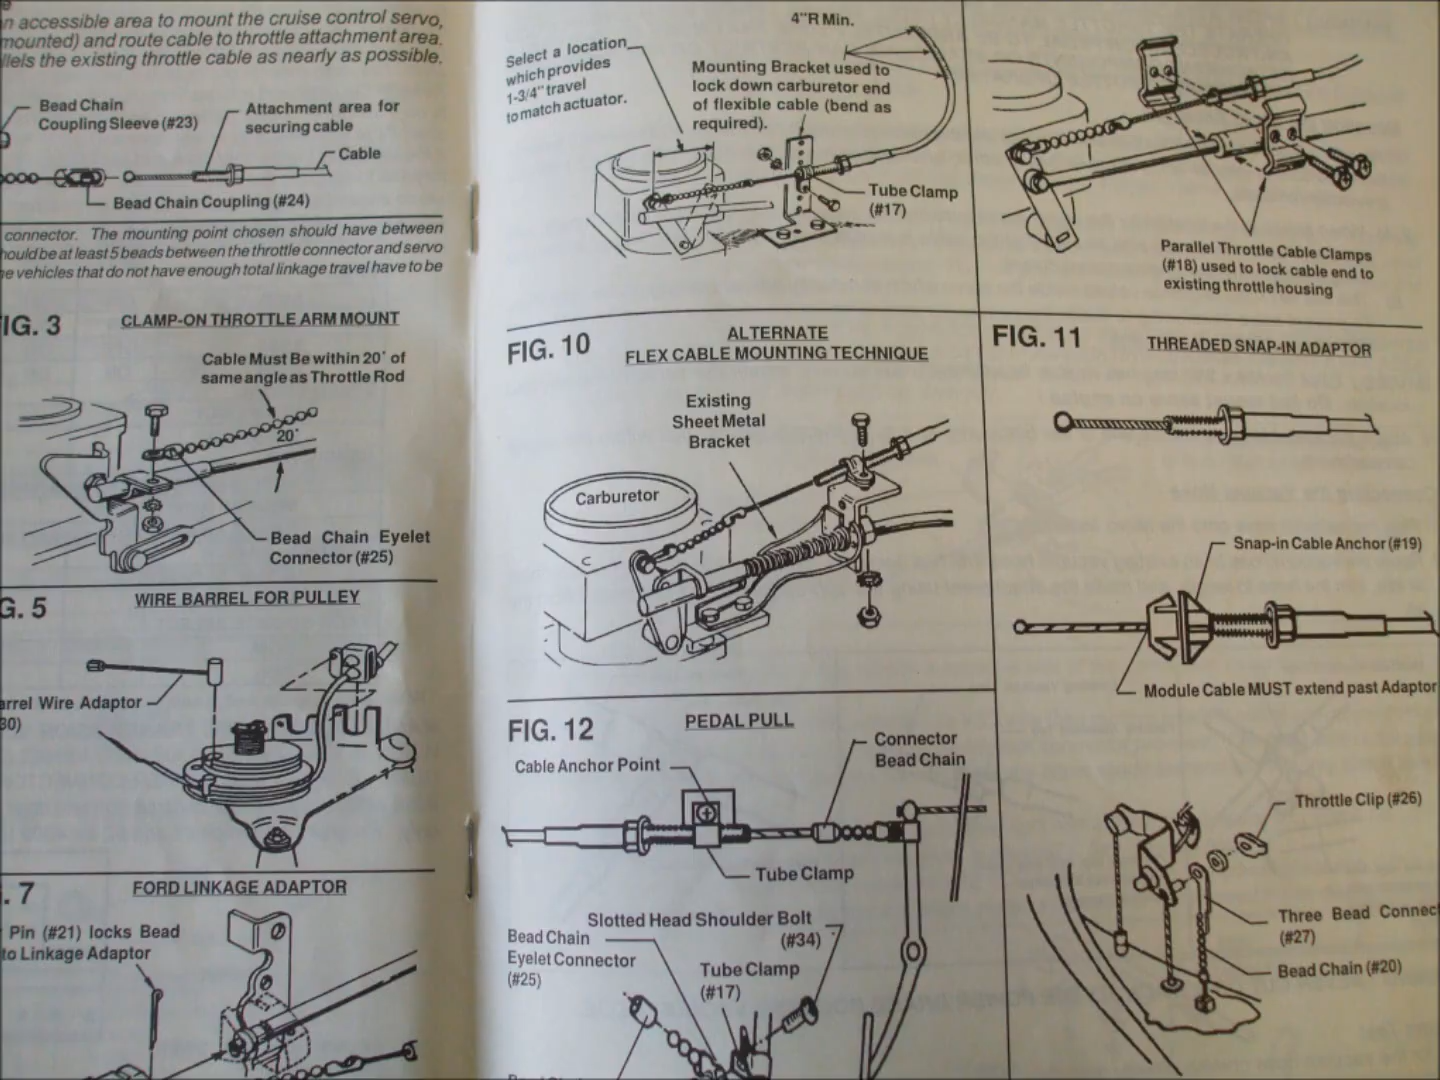 n accessible area to mount the cruise control servo,
mounted) and route cable to throttle attachment area.
llels the existing throttle cable as nearly as possible.
Bead Chain
Coupling Sleeve (#23)
Attachment area for
securing cable
Cable
Bead Chain Coupling (#24)
connector. The mounting point chosen should have between
hould be at least 5 beads between the throttle connector and servo
ne vehicles that do not have enough total linkage travel have to be
IG. 3
CLAMP-ON THROTTLE ARM MOUNT
Cable Must Be within 20° of
same angle as Throttle Rod
20°
Bead Chain Eyelet
Connector (#25)
G. 5
WIRE BARREL FOR PULLEY
arrel Wire Adaptor
30)
. 7
FORD LINKAGE ADAPTOR
Pin (#21) locks Bead
to Linkage Adaptor
4"R Min.
Select a location
which provides
1-3/4" travel
to match actuator.
Mounting Bracket used to
lock down carburetor end
of flexible cable (bend as
required).
Tube Clamp
(#17)
Parallel Throttle Cable Clamps
(#18) used to lock cable end to
existing throttle housing
FIG. 10
ALTERNATE
FLEX CABLE MOUNTING TECHNIQUE
Existing
Sheet Metal
Bracket
Carburetor
FIG. 11
THREADED SNAP-IN ADAPTOR
Snap-in Cable Anchor (#19)
Module Cable MUST extend past Adaptor
FIG. 12
PEDAL PULL
Cable Anchor Point
Connector
Bead Chain
Tube Clamp
Slotted Head Shoulder Bolt
(#34)
Bead Chain
Eyelet Connector
(#25)
Tube Clamp
(#17)
Throttle Clip (#26)
Three Bead Connec
(#27)
Bead Chain (#20)